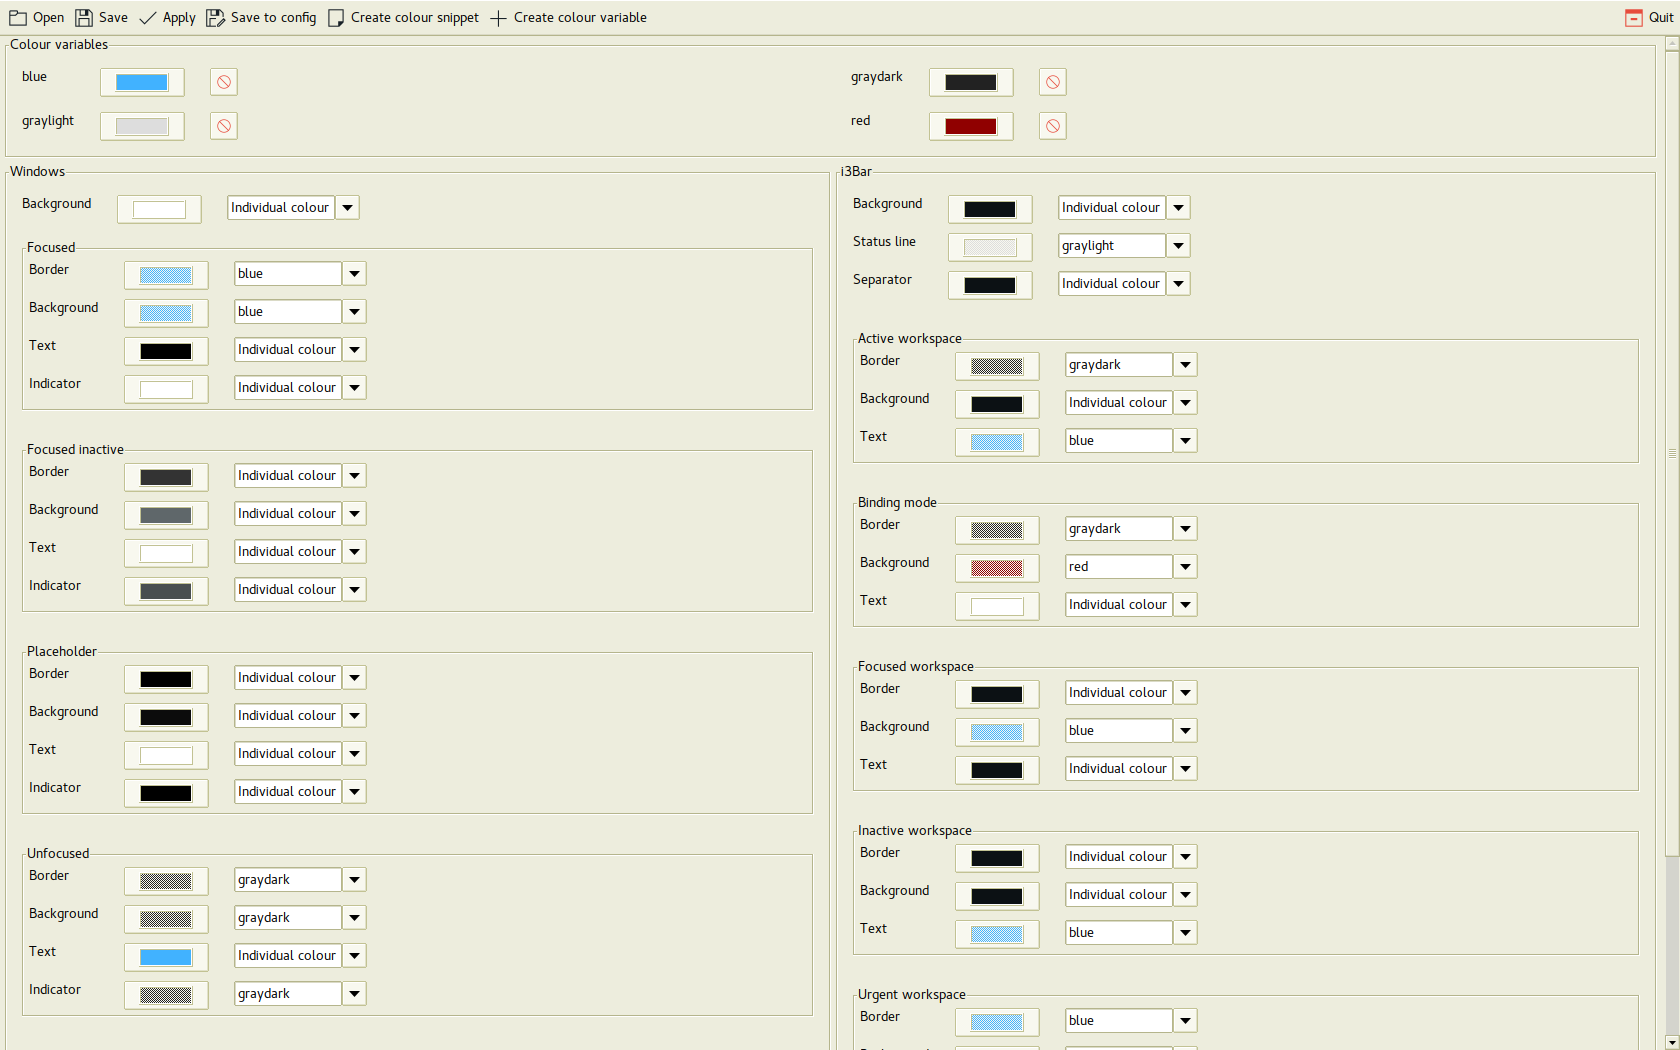 Open Save Apply Save to config Create colour snippet Create colour variable Quit
Colour variables
blue graydark
graylight red
Windows
Background Individual colour
Focused
Border blue
Background blue
Text Individual colour
Indicator Individual colour
Focused inactive
Border Individual colour
Background Individual colour
Text Individual colour
Indicator Individual colour
Placeholder
Border Individual colour
Background Individual colour
Text Individual colour
Indicator Individual colour
Unfocused
Border graydark
Background graydark
Text Individual colour
Indicator graydark
i3Bar
Background Individual colour
Status line graylight
Separator Individual colour
Active workspace
Border graydark
Background Individual colour
Text blue
Binding mode
Border graydark
Background red
Text Individual colour
Focused workspace
Border Individual colour
Background blue
Text Individual colour
Inactive workspace
Border Individual colour
Background Individual colour
Text blue
Urgent workspace
Border blue